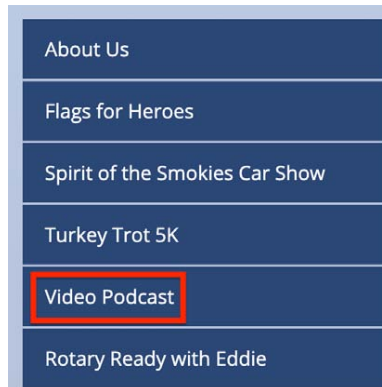 About Us
Flags for Heroes
Spirit of the Smokies Car Show
Turkey Trot 5K
Video Podcast
Rotary Ready with Eddie